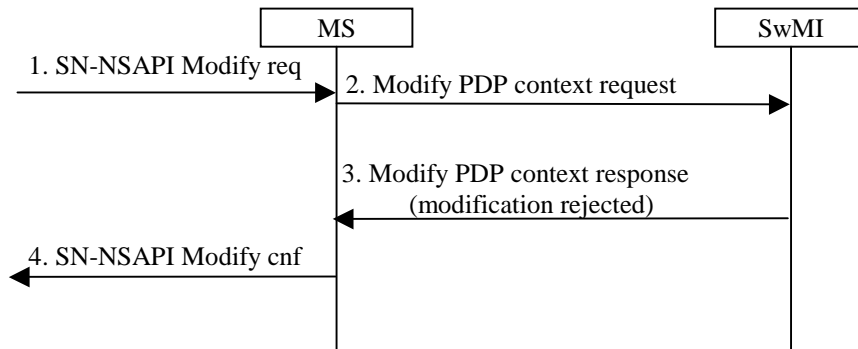 MS
SwMI
1. SN-NSAPI Modify req
2. Modify PDP context request
3. Modify PDP context response
(modification rejected)
4. SN-NSAPI Modify cnf